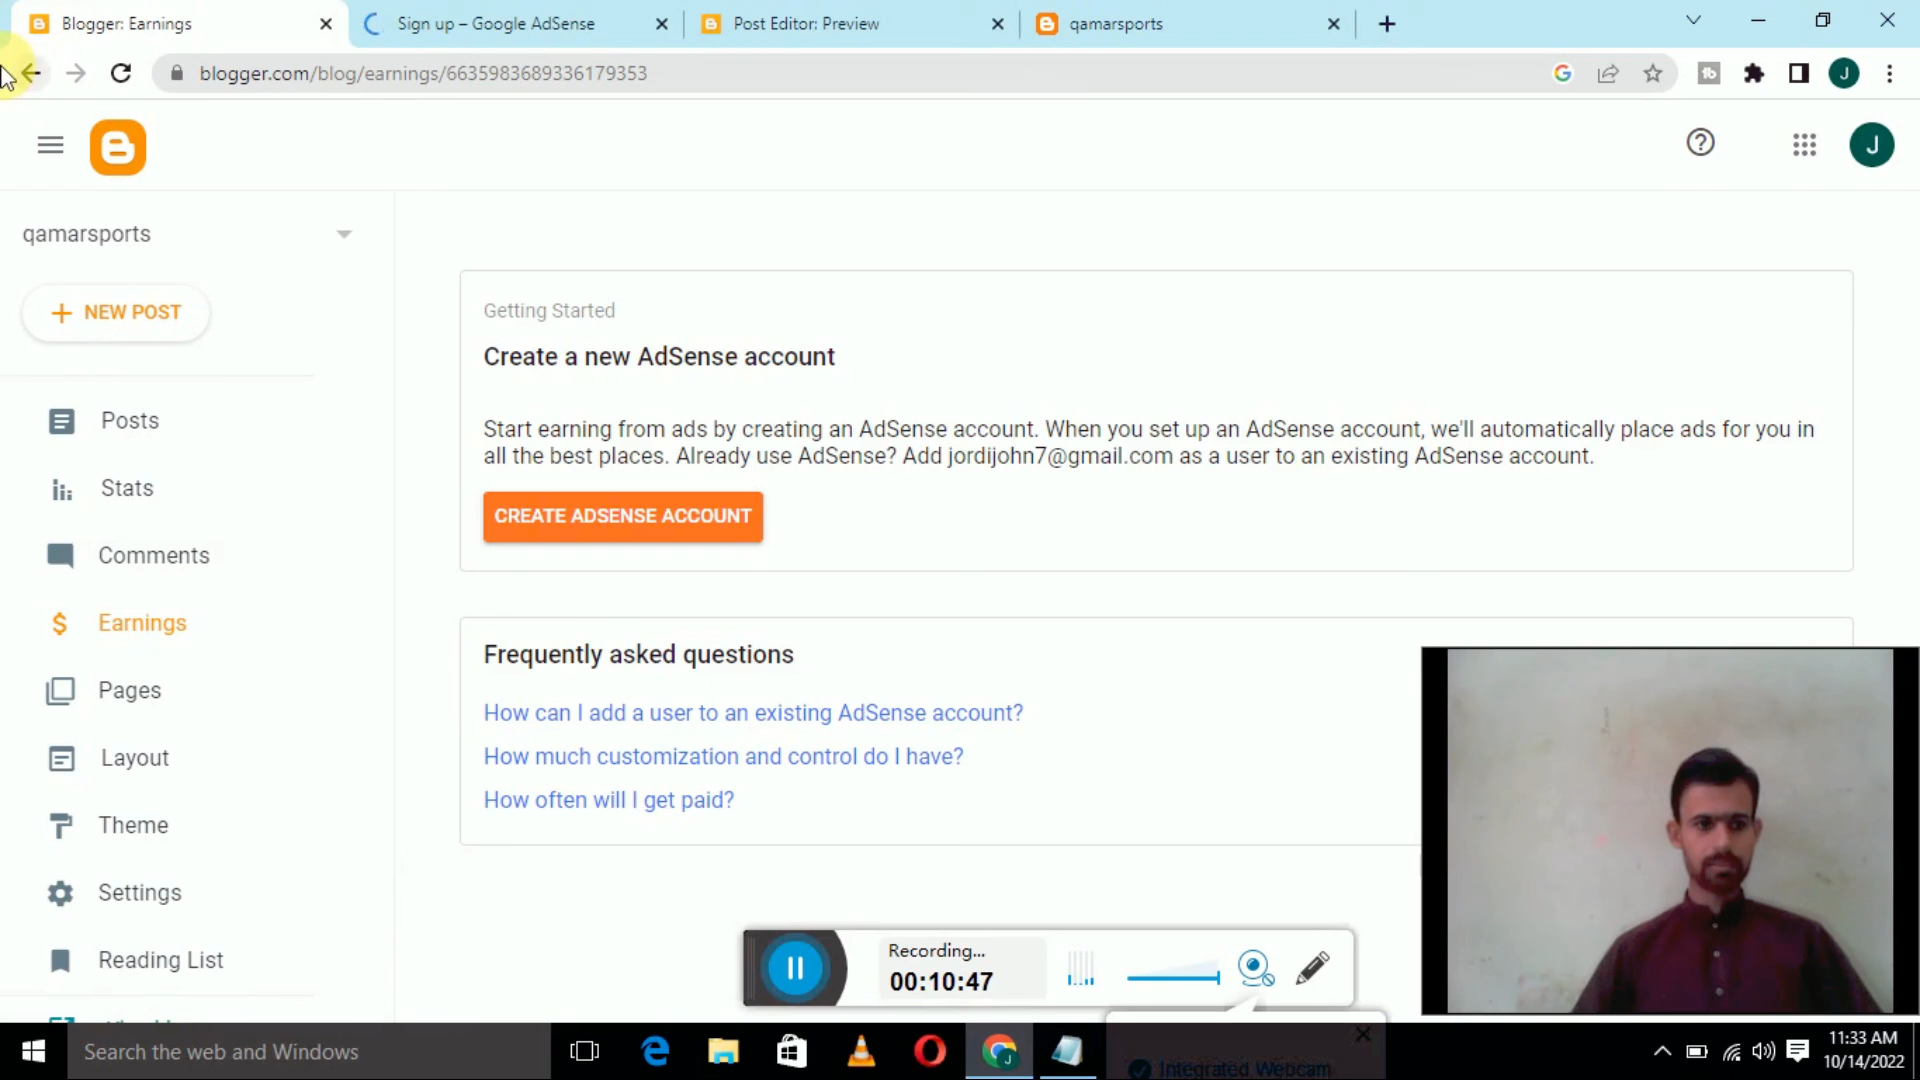 Blogger: Earnings
Sign up – Google AdSense
Post Editor: Preview
qamarsports
blogger.com/blog/earnings/6635983689336179353
J
J
qamarsports
NEW POST
Posts
Stats
Comments
Earnings
Pages
Layout
Theme
Settings
Reading List
Getting Started
Create a new AdSense account
Start earning from ads by creating an AdSense account. When you set up an AdSense account, we'll automatically place ads for you in
all the best places. Already use AdSense? Add jordijohn7@gmail.com as a user to an existing AdSense account.
CREATE ADSENSE ACCOUNT
Frequently asked questions
How can I add a user to an existing AdSense account?
How much customization and control do I have?
How often will I get paid?
Recording...
00:10:47
Integrated Webcam
Search the web and Windows
11:33 AM
10/14/2022